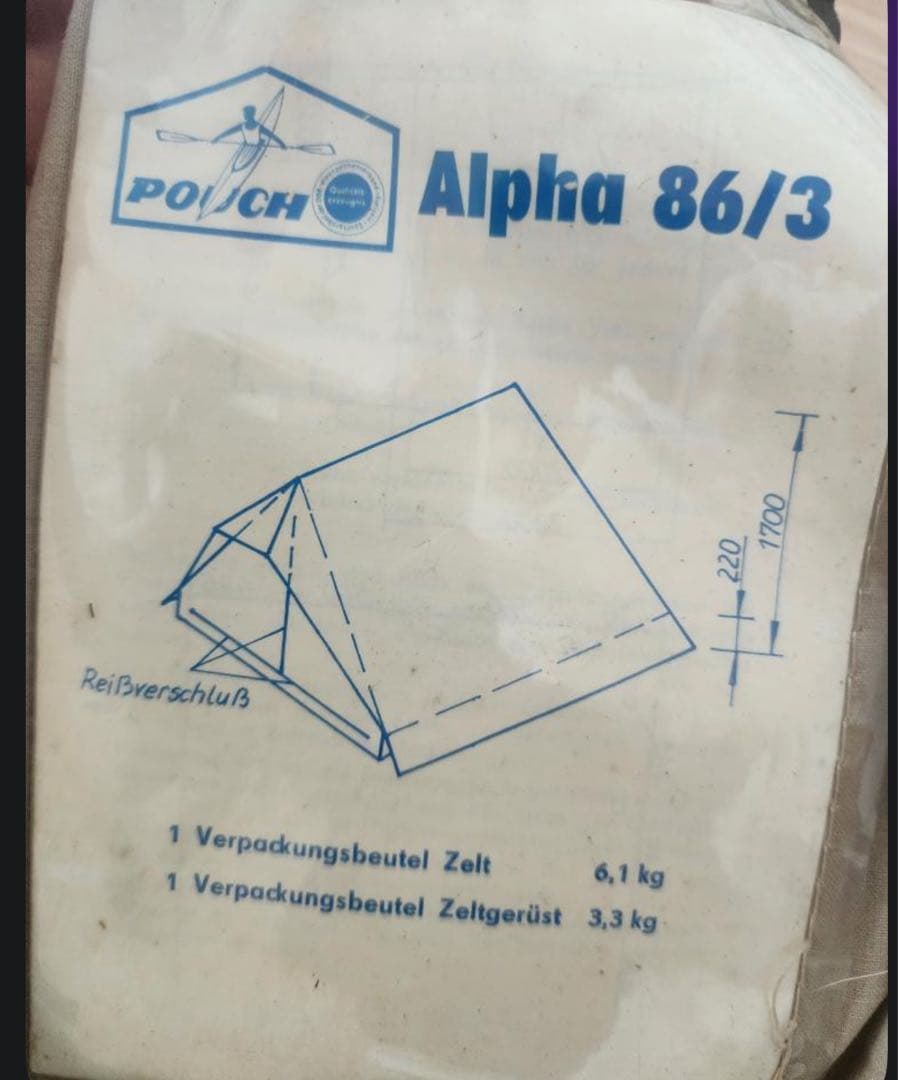 POUCH
Alpha 86/3
220
1700
Reißverschluß
1 Verpackungsbeutel Zelt 6,1 kg
1 Verpackungsbeutel Zeltgerüst 3,3 kg